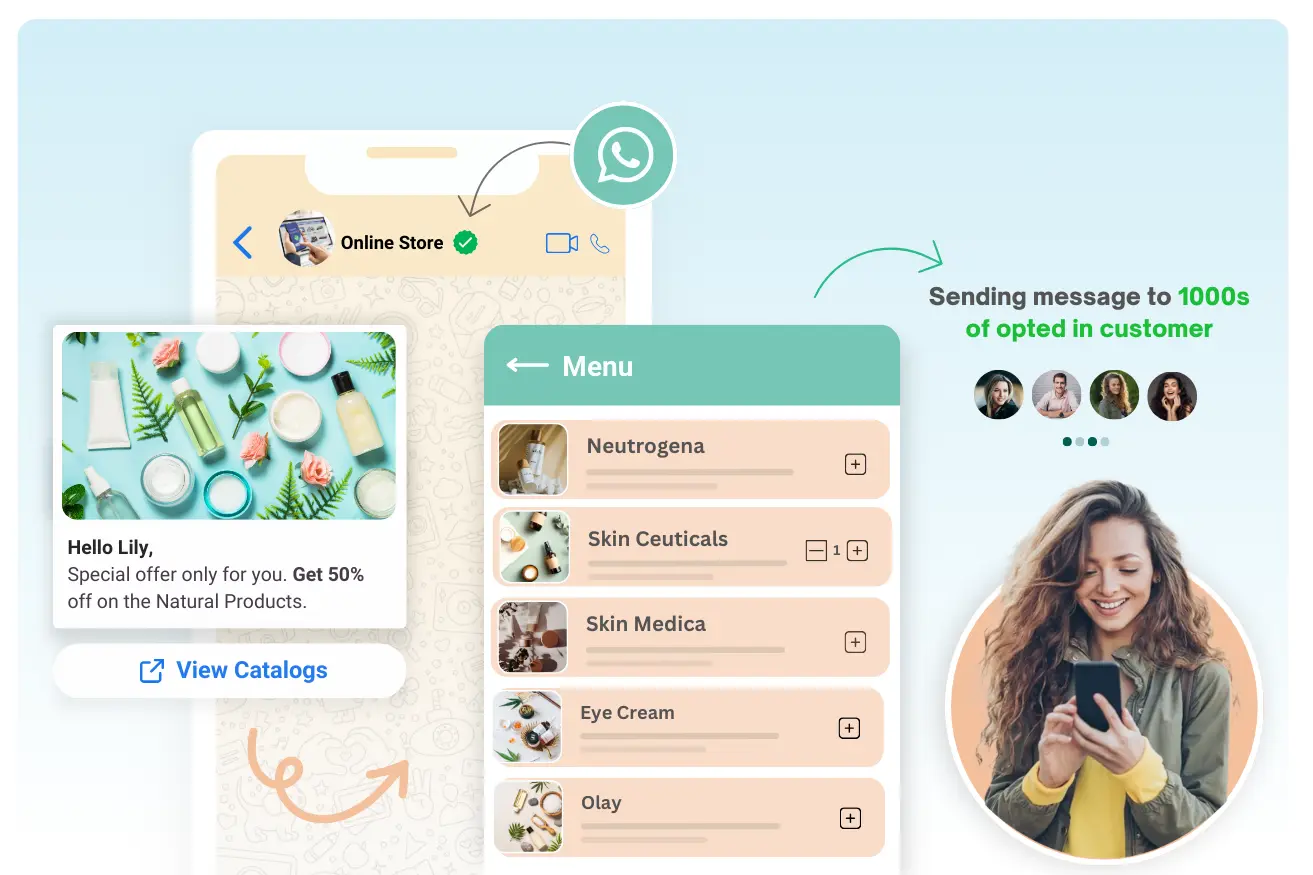 Online Store
Hello Lily,
Special offer only for you. Get 50%
off on the Natural Products.
View Catalogs
Menu
Neutrogena
Skin Ceuticals
1
Skin Medica
Eye Cream
Olay
Sending message to 1000s
of opted in customer